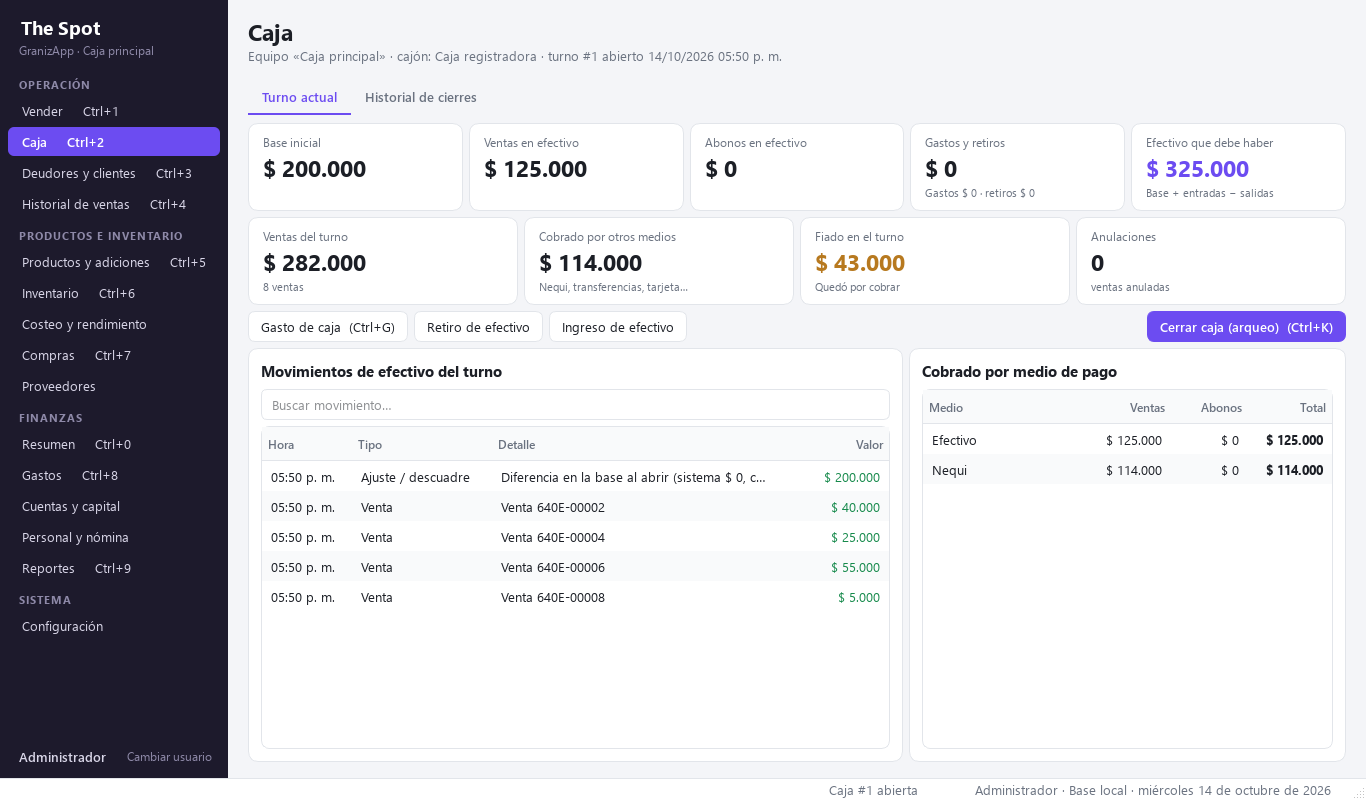 The Spot
GranizApp · Caja principal
OPERACIÓN
Vender Ctrl+1
Caja Ctrl+2
Deudores y clientes Ctrl+3
Historial de ventas Ctrl+4
PRODUCTOS E INVENTARIO
Productos y adiciones Ctrl+5
Inventario Ctrl+6
Costeo y rendimiento
Compras Ctrl+7
Proveedores
FINANZAS
Resumen Ctrl+0
Gastos Ctrl+8
Cuentas y capital
Personal y nómina
Reportes Ctrl+9
SISTEMA
Configuración
Administrador Cambiar usuario
Caja
Equipo «Caja principal» · cajón: Caja registradora · turno #1 abierto 14/10/2026 05:50 p. m.
Turno actual Historial de cierres
Base inicial
$ 200.000
Ventas en efectivo
$ 125.000
Abonos en efectivo
$ 0
Gastos y retiros
$ 0
Gastos $ 0 · retiros $ 0
Efectivo que debe haber
$ 325.000
Base + entradas − salidas
Ventas del turno
$ 282.000
8 ventas
Cobrado por otros medios
$ 114.000
Nequi, transferencias, tarjeta...
Fiado en el turno
$ 43.000
Quedó por cobrar
Anulaciones
0
ventas anuladas
Gasto de caja (Ctrl+G) Retiro de efectivo Ingreso de efectivo Cerrar caja (arqueo) (Ctrl+K)
Movimientos de efectivo del turno
Buscar movimiento...
Hora Tipo Detalle Valor
05:50 p. m. Ajuste / descuadre Diferencia en la base al abrir (sistema $ 0, c... $ 200.000
05:50 p. m. Venta Venta 640E-00002 $ 40.000
05:50 p. m. Venta Venta 640E-00004 $ 25.000
05:50 p. m. Venta Venta 640E-00006 $ 55.000
05:50 p. m. Venta Venta 640E-00008 $ 5.000
Cobrado por medio de pago
Medio Ventas Abonos Total
Efectivo $ 125.000 $ 0 $ 125.000
Nequi $ 114.000 $ 0 $ 114.000
Caja #1 abierta Administrador · Base local · miércoles 14 de octubre de 2026